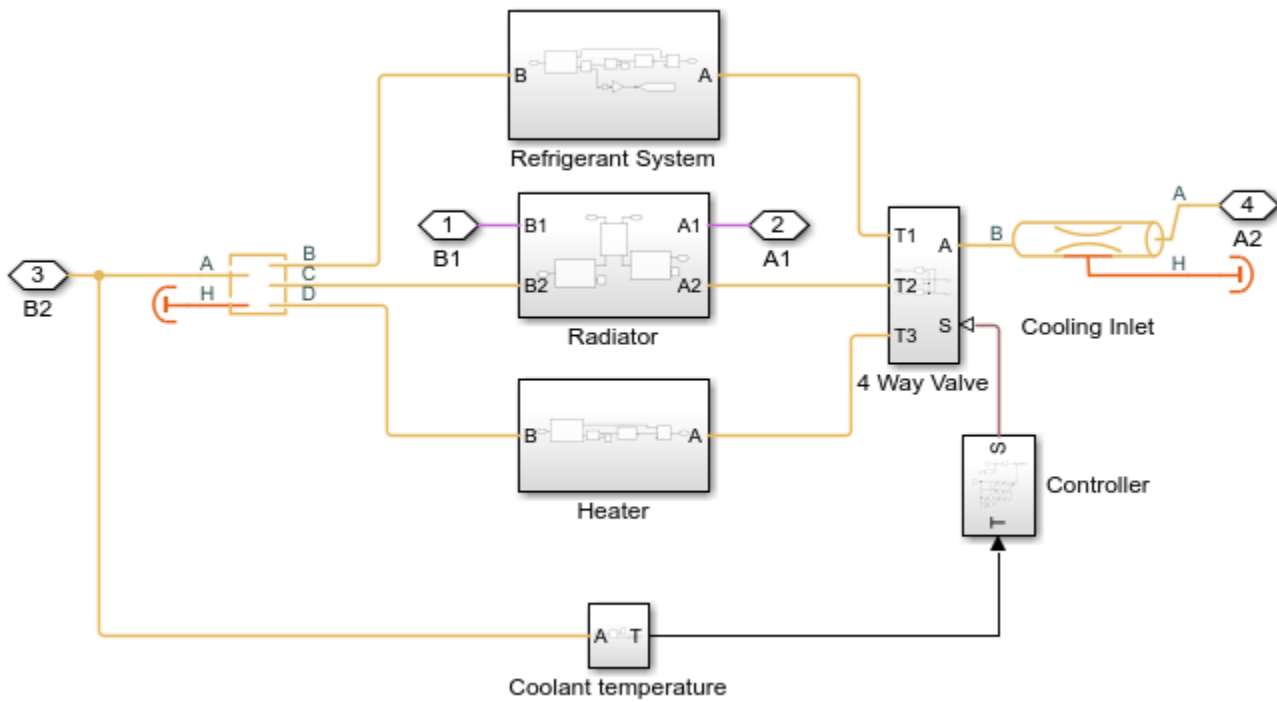 B
A
Refrigerant System
1
B1
B1
A1
2
A1
B2
A2
Radiator
3
B2
A
H
B
C
D
T1
T2
T3
A
S
4 Way Valve
B
A
H
4
A2
Cooling Inlet
B
A
Heater
S
T
Controller
A
T
Coolant temperature